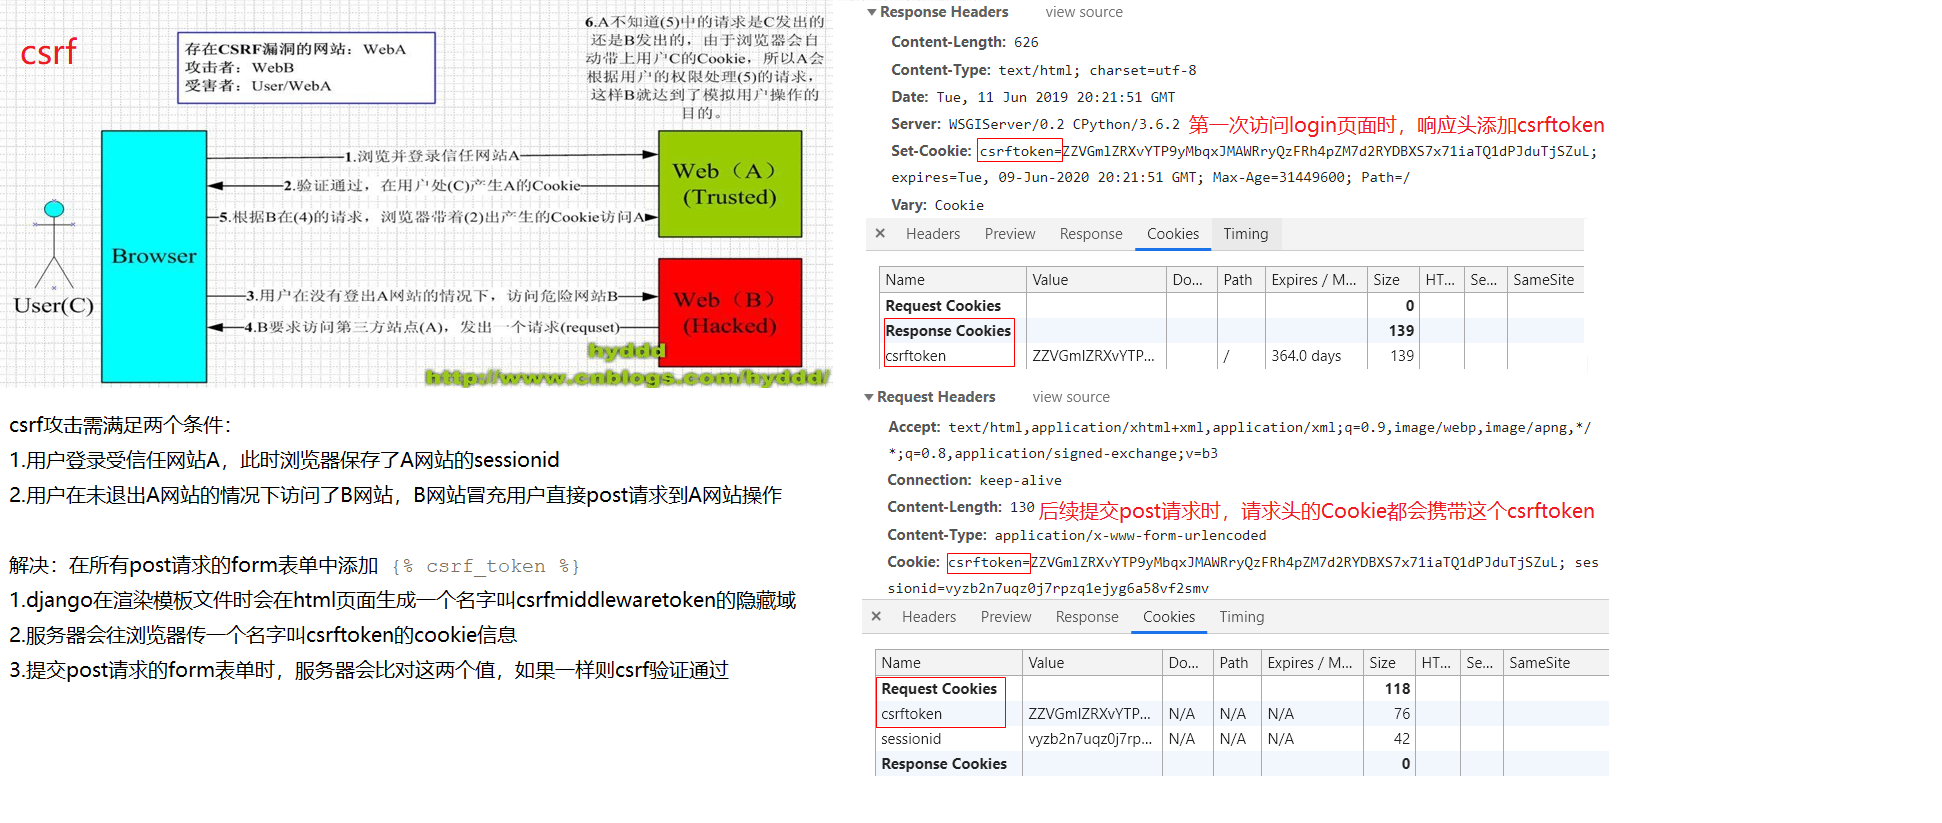 csrf
存在CSRF漏洞的网站：WebA
攻击者：WebB
受害者：User/WebA
6.A不知道(5)中的请求是C发出的
还是B发出的，由于浏览器会自
动带上用户C的Cookie，所以A会
根据用户的权限处理(5)的请求，
这样B就达到了模拟用户操作的
目的。
1.浏览并登录信任网站A
2.验证通过，在用户处(C)产生A的Cookie
5.根据B在(4)的请求，浏览器带着(2)出产生的Cookie访问A
3.用户在没有登出A网站的情况下，访问危险网站B
4.B要求访问第三方站点(A)，发出一个请求(requset)
Browser
User(C)
Web（A）
(Trusted)
Web（B）
(Hacked)
hyddd
http://www.cnblogs.com/hyddd/
csrf攻击需满足两个条件：
1.用户登录受信任网站A，此时浏览器保存了A网站的sessionid
2.用户在未退出A网站的情况下访问了B网站，B网站冒充用户直接post请求到A网站操作
解决：在所有post请求的form表单中添加 {% csrf_token %}
1.django在渲染模板文件时会在html页面生成一个名字叫csrfmiddlewaretoken的隐藏域
2.服务器会往浏览器传一个名字叫csrftoken的cookie信息
3.提交post请求的form表单时，服务器会比对这两个值，如果一样则csrf验证通过
Response Headers view source
Content-Length: 626
Content-Type: text/html; charset=utf-8
Date: Tue, 11 Jun 2019 20:21:51 GMT
Server: WSGIServer/0.2 CPython/3.6.2 第一次访问login页面时，响应头添加csrftoken
Set-Cookie: csrftoken=ZZVGmlZRXvYTP9yMbqxJMAWRryQzFRh4pZM7d2RYDBXS7x71iaTQ1dPJduTjSZuL;
expires=Tue, 09-Jun-2020 20:21:51 GMT; Max-Age=31449600; Path=/
Vary: Cookie
× Headers Preview Response Cookies Timing
Name Value Do... Path Expires / M... Size HT... Se... SameSite
Request Cookies 0
Response Cookies 139
csrftoken ZZVGmlZRXvYTP... / 364.0 days 139
Request Headers view source
Accept: text/html,application/xhtml+xml,application/xml;q=0.9,image/webp,image/apng,*/
*;q=0.8,application/signed-exchange;v=b3
Connection: keep-alive
Content-Length: 130 后续提交post请求时，请求头的Cookie都会携带这个csrftoken
Content-Type: application/x-www-form-urlencoded
Cookie: csrftoken=ZZVGmlZRXvYTP9yMbqxJMAWRryQzFRh4pZM7d2RYDBXS7x71iaTQ1dPJduTjSZuL; ses
sionid=vyzb2n7uqz0j7rpzq1ejyg6a58vf2smv
× Headers Preview Response Cookies Timing
Name Value Do... Path Expires / M... Size HT... Se... SameSite
Request Cookies 118
csrftoken ZZVGmlZRXvYTP... N/A N/A N/A 76
sessionid vyzb2n7uqz0j7rp... N/A N/A N/A 42
Response Cookies 0